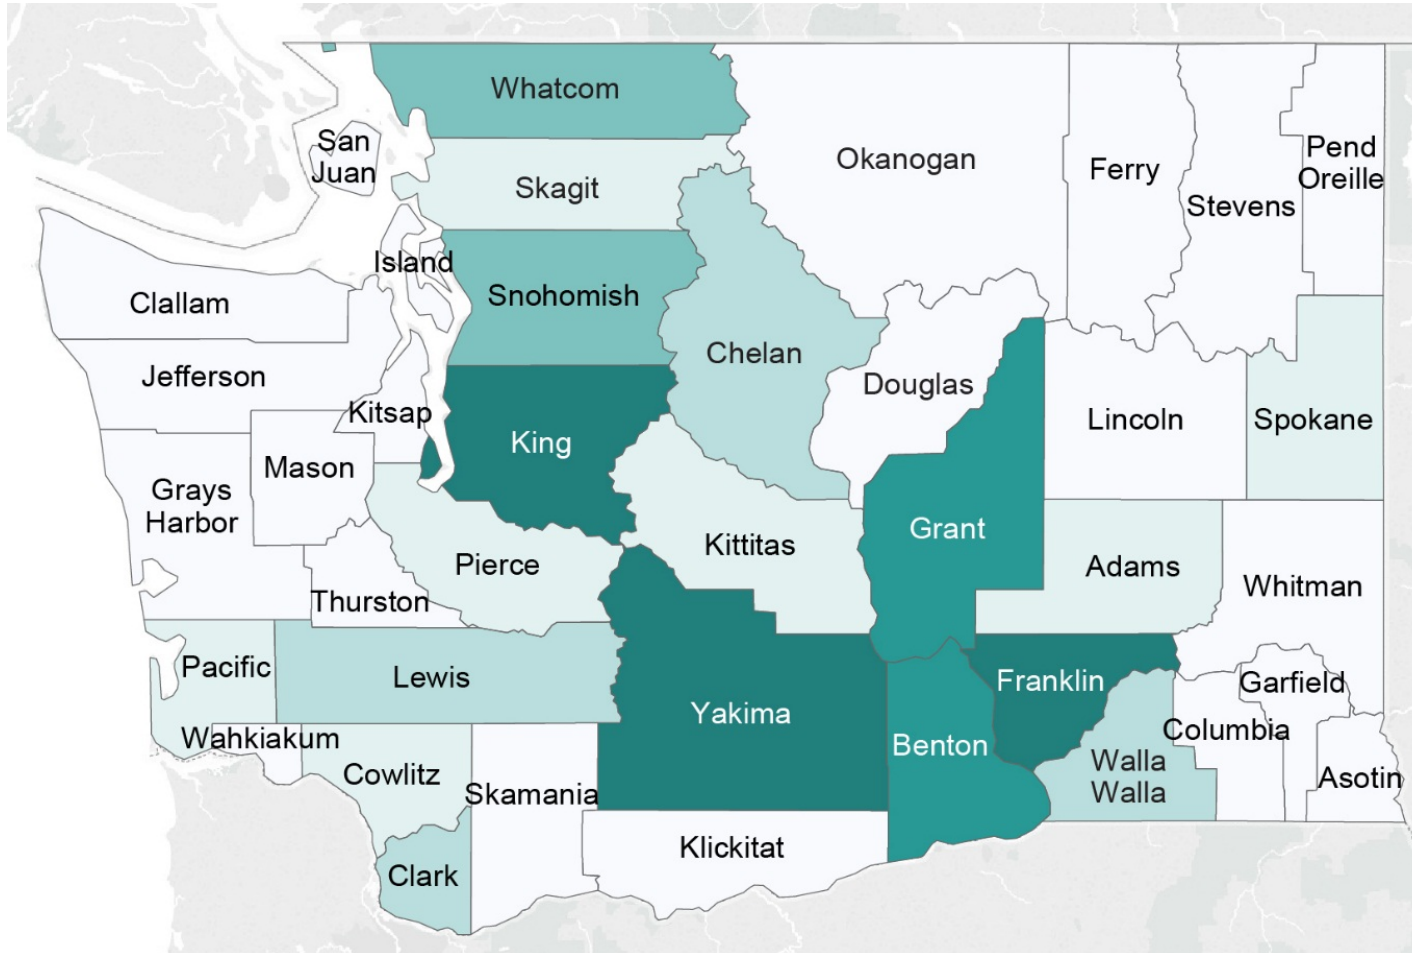 Whatcom
San
Juan
Okanogan
Ferry
Pend
Oreille
Skagit
Stevens
Island
Clallam
Snohomish
Chelan
Jefferson
Douglas
Kitsap
Lincoln
Spokane
King
Mason
Grays
Harbor
Grant
Kittitas
Pierce
Adams
Whitman
Thurston
Pacific
Lewis
Franklin
Garfield
Yakima
Columbia
Wahkiakum
Benton
Cowlitz
Walla
Walla
Skamania
Asotin
Klickitat
Clark